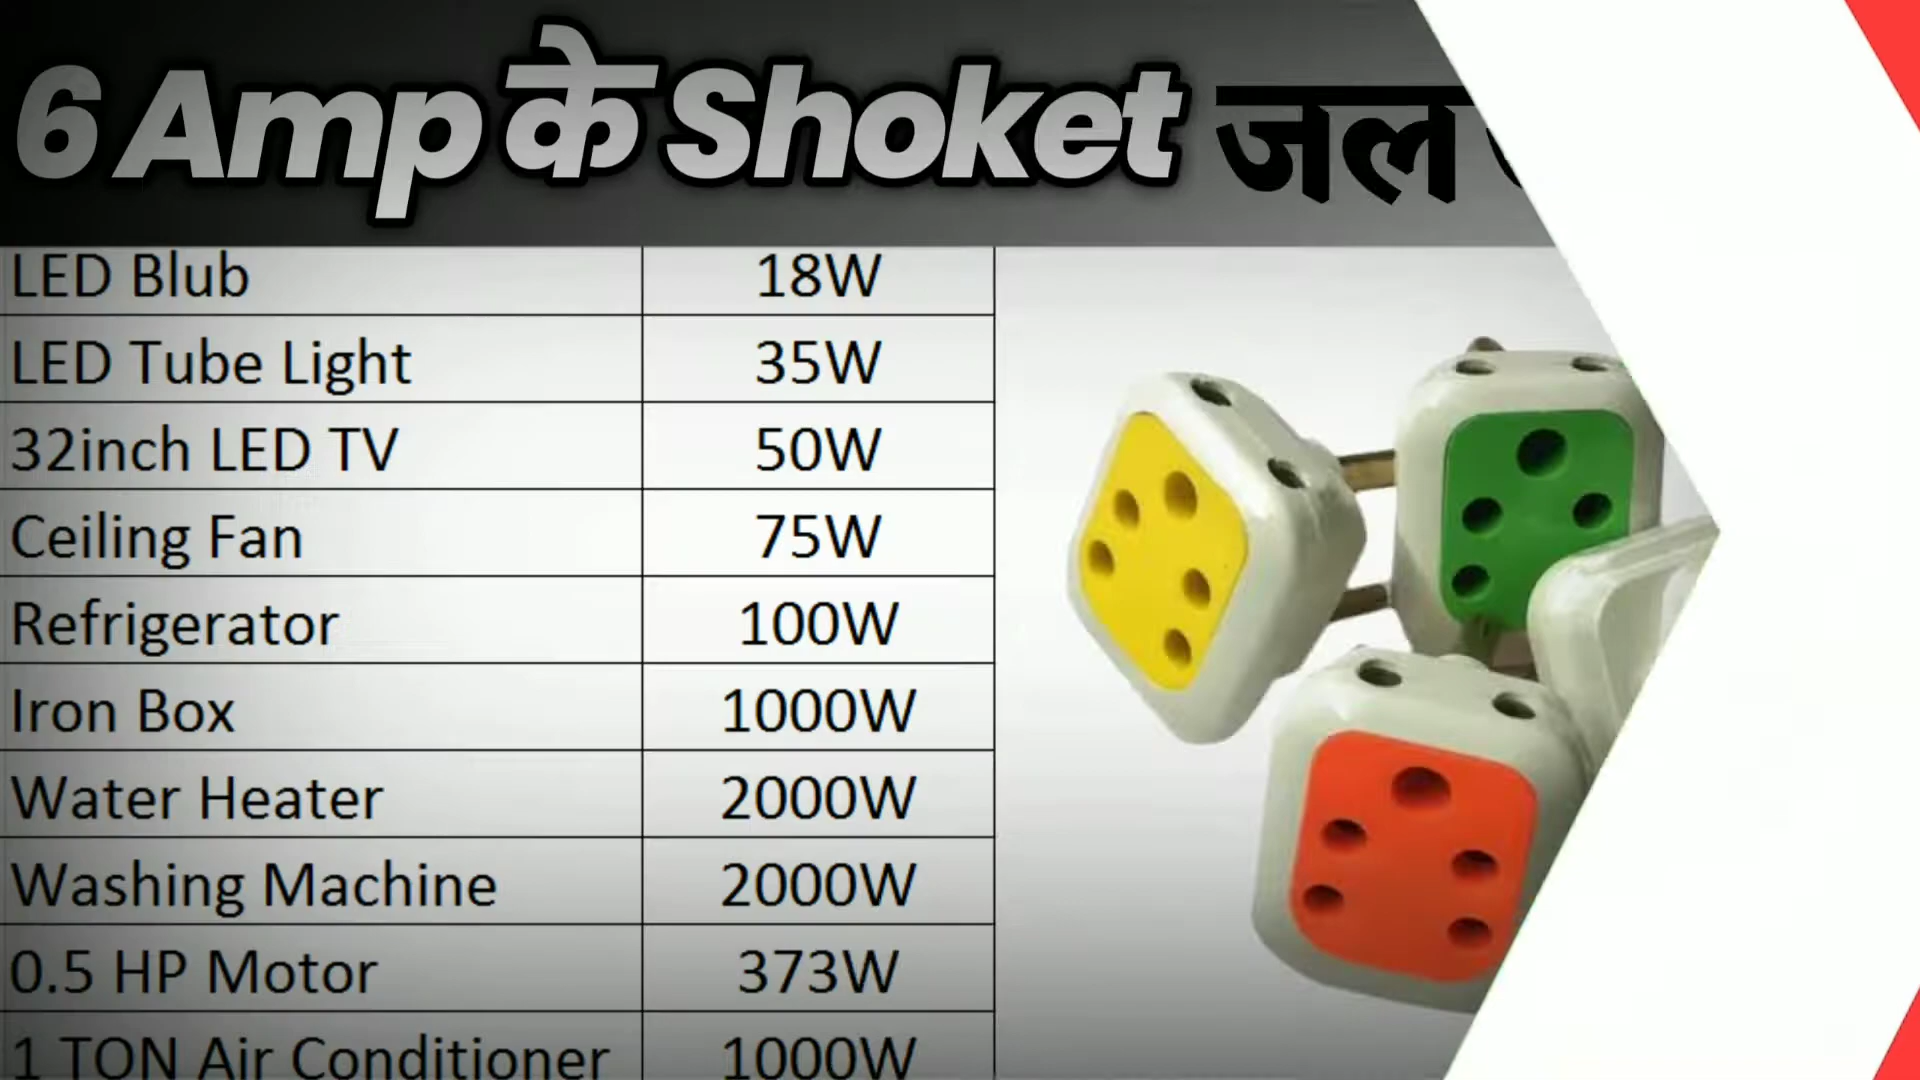 6 Amp के Shoket जल
LED Blub 18W
LED Tube Light 35W
32inch LED TV 50W
Ceiling Fan 75W
Refrigerator 100W
Iron Box 1000W
Water Heater 2000W
Washing Machine 2000W
0.5 HP Motor 373W
1 TON Air Conditioner 1000W